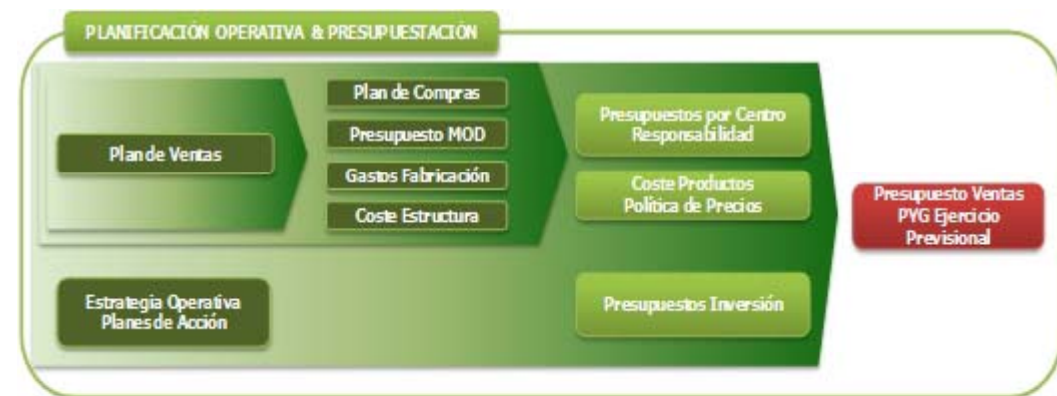 PLANIFICACIÓN OPERATIVA & PRESUPUESTACIÓN
Plan de Ventas
Plan de Compras
Presupuesto MOD
Gastos Fabricación
Coste Estructura
Presupuestos por Centro
Responsabilidad
Coste Productos
Política de Precios
Presupuesto Ventas
PYG Ejercicio
Previsional
Estrategia Operativa
Planes de Acción
Presupuestos Inversión